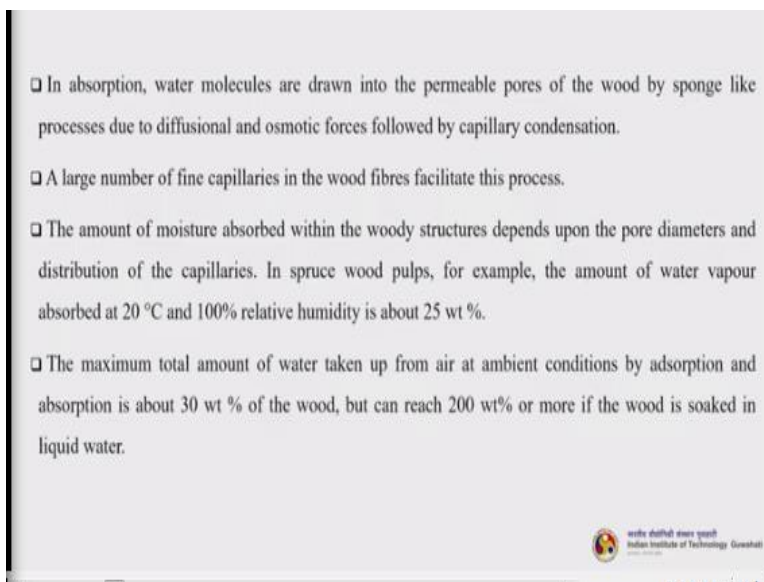 ❑ In absorption, water molecules are drawn into the permeable pores of the wood by sponge like
processes due to diffusional and osmotic forces followed by capillary condensation.
❑ A large number of fine capillaries in the wood fibres facilitate this process.
❑ The amount of moisture absorbed within the woody structures depends upon the pore diameters and
distribution of the capillaries. In spruce wood pulps, for example, the amount of water vapour
absorbed at 20 °C and 100% relative humidity is about 25 wt %.
❑ The maximum total amount of water taken up from air at ambient conditions by adsorption and
absorption is about 30 wt % of the wood, but can reach 200 wt% or more if the wood is soaked in
liquid water.
Indian Institute of Technology Guwahati